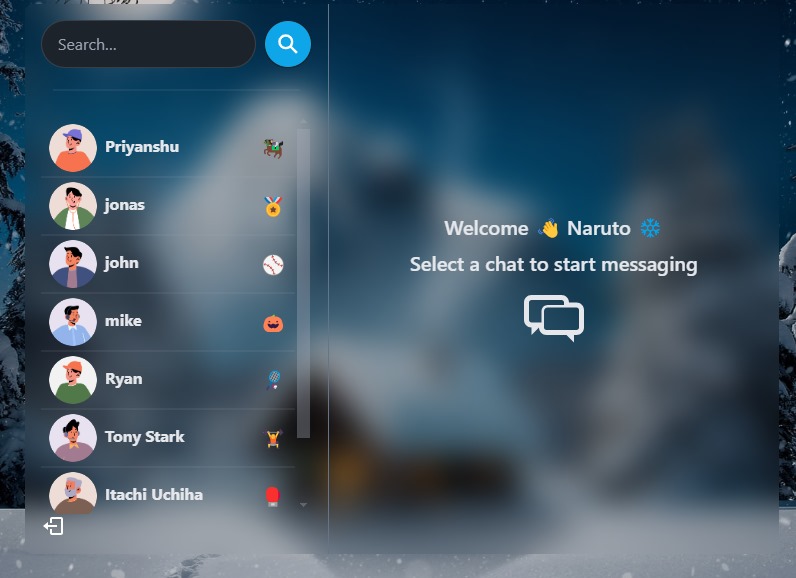 Search...
Priyanshu
jonas
john
mike
Ryan
Tony Stark
Itachi Uchiha
Welcome 👋 Naruto ❄
Select a chat to start messaging